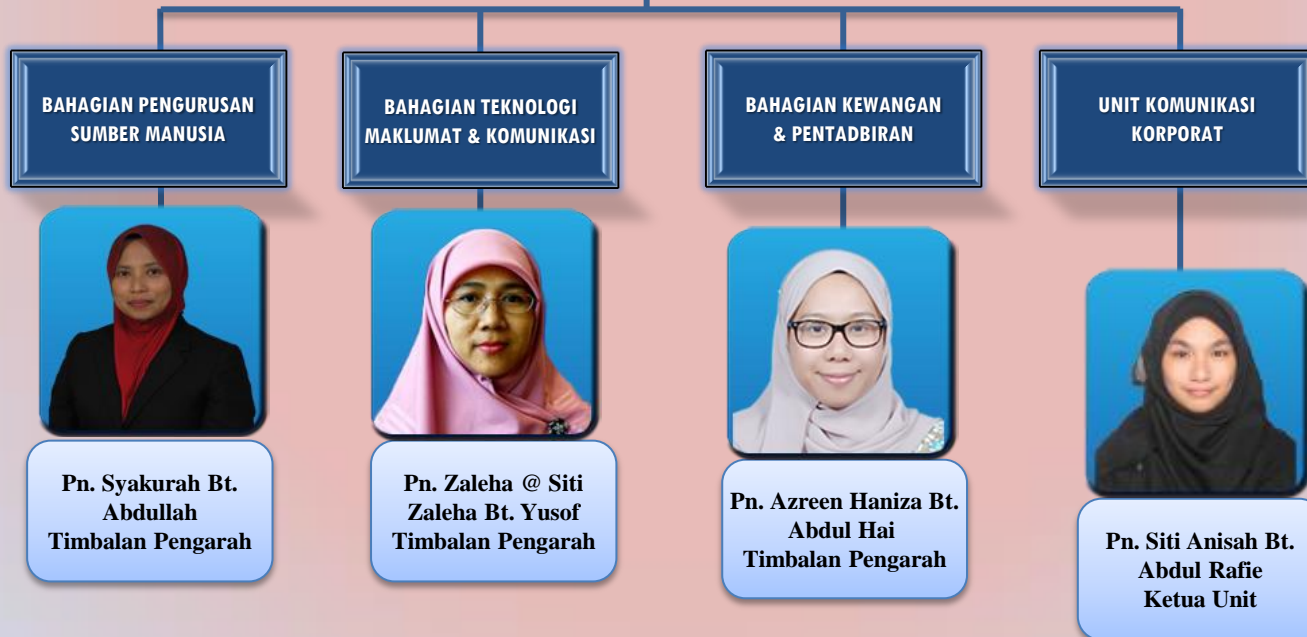 BAHAGIAN PENGURUSAN
SUMBER MANUSIA
BAHAGIAN TEKNOLOGI
MAKLUMAT & KOMUNIKASI
BAHAGIAN KEWANGAN
& PENTADBIRAN
UNIT KOMUNIKASI
KORPORAT
Pn. Syakurah Bt.
Abdullah
Timbalan Pengarah
Pn. Zaleha @ Siti
Zaleha Bt. Yusof
Timbalan Pengarah
Pn. Azreen Haniza Bt.
Abdul Hai
Timbalan Pengarah
Pn. Siti Anisah Bt.
Abdul Rafie
Ketua Unit